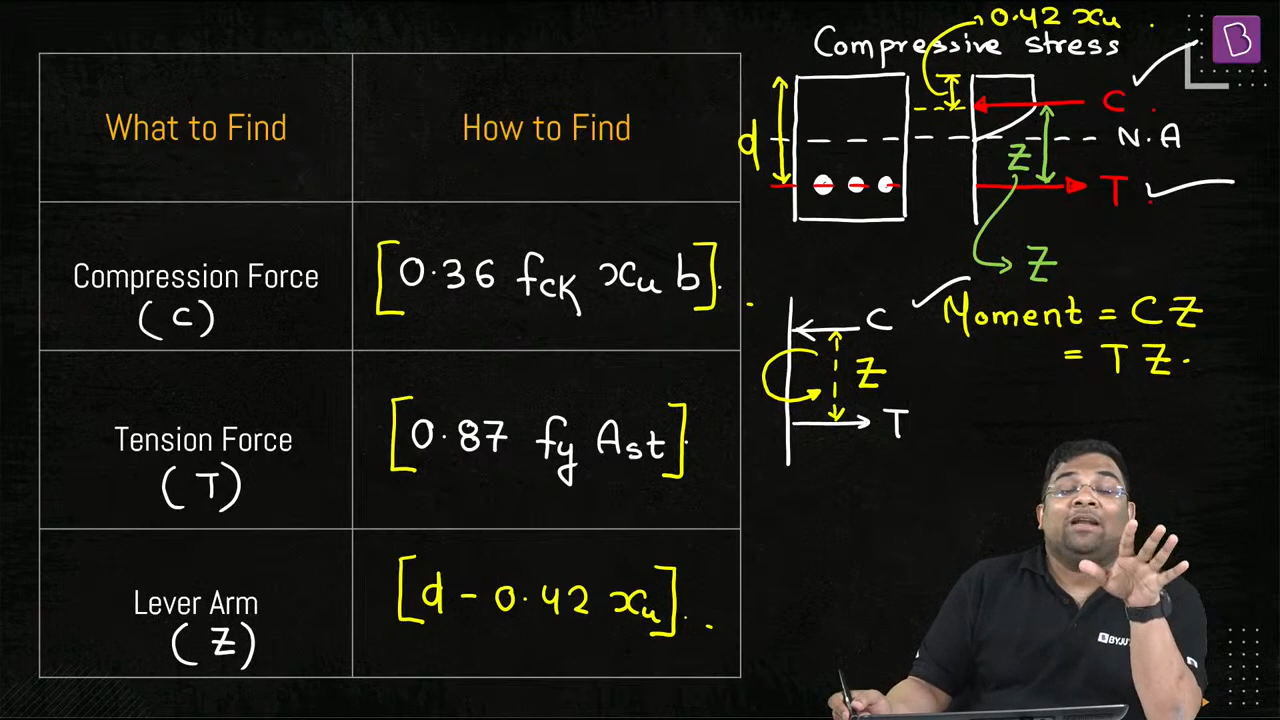 What to Find
How to Find
Compression Force
(C)
[0.36 fck xu b].
Tension Force
(T)
[0.87 fy Ast].
Lever Arm
(Z)
[d - 0.42 xu]..
0.42 xu
Compressive stress
B
C
d
N.A
Z
T
Z
C
Moment = CZ
= TZ.
Z
T
BYJU'